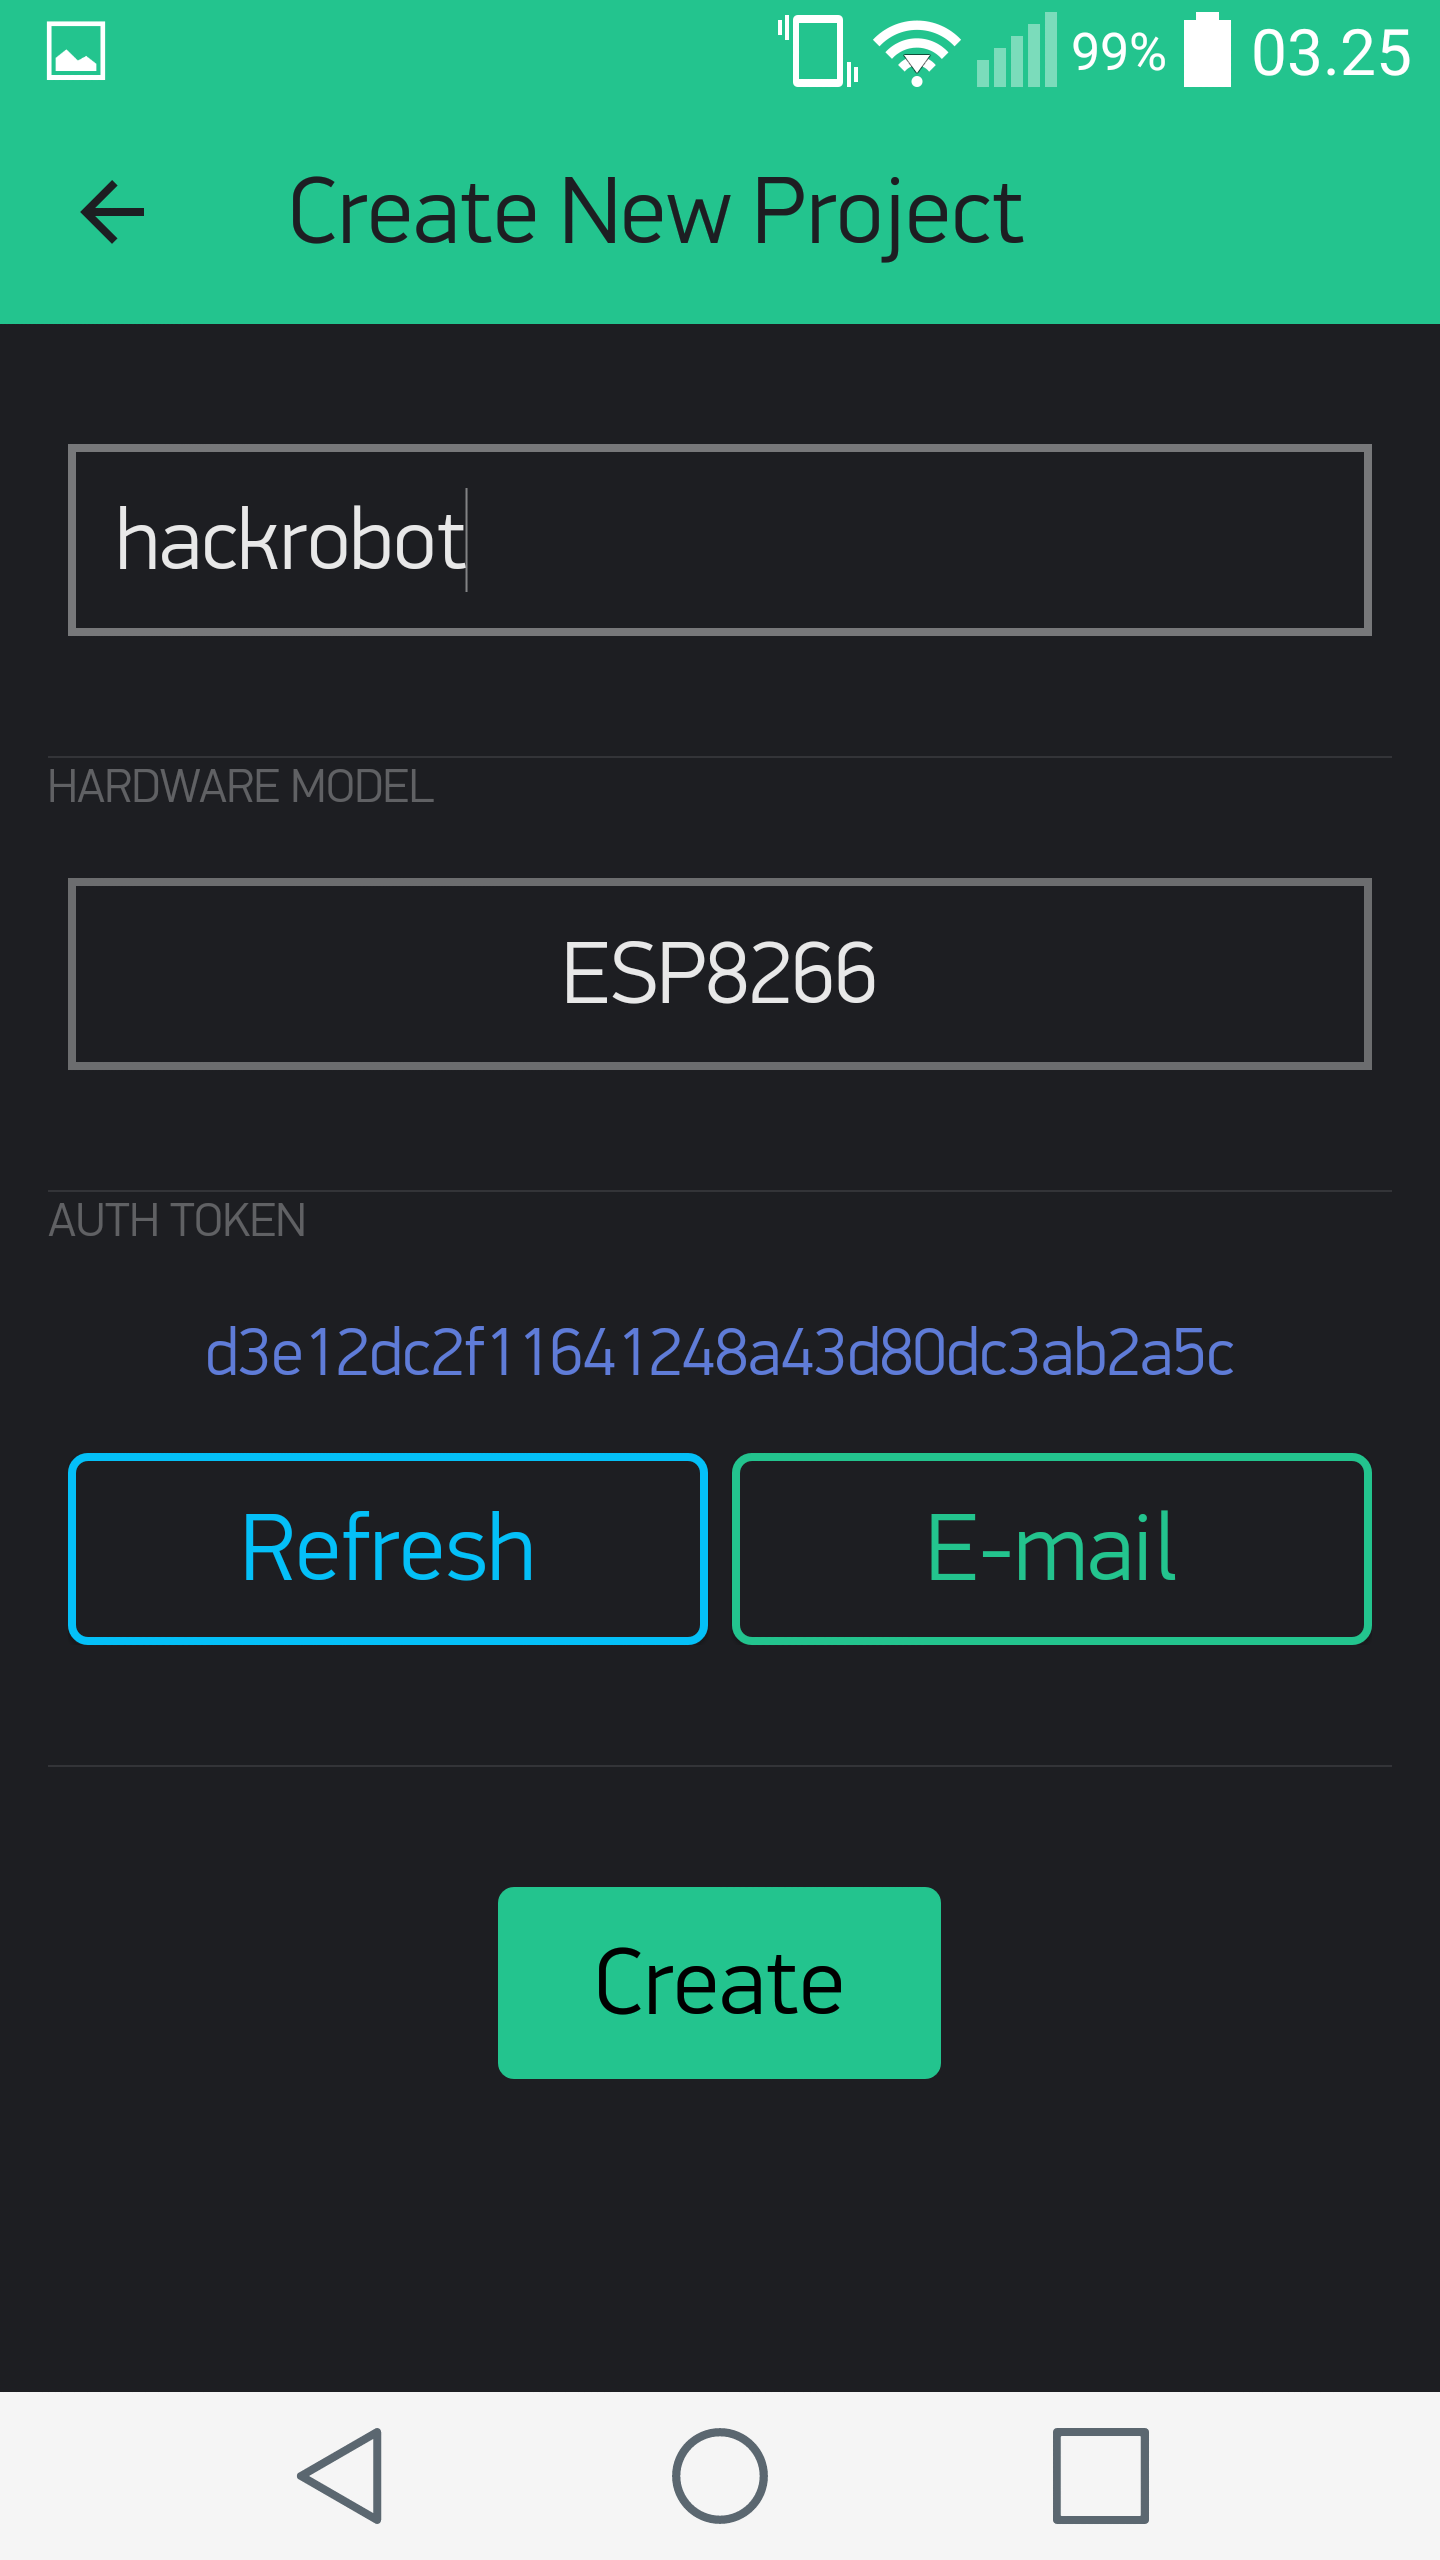 99% 03.25
Create New Project
hackrobot
HARDWARE MODEL
ESP8266
AUTH TOKEN
d3e12dc2f11641248a43d80dc3ab2a5c
Refresh E-mail
Create